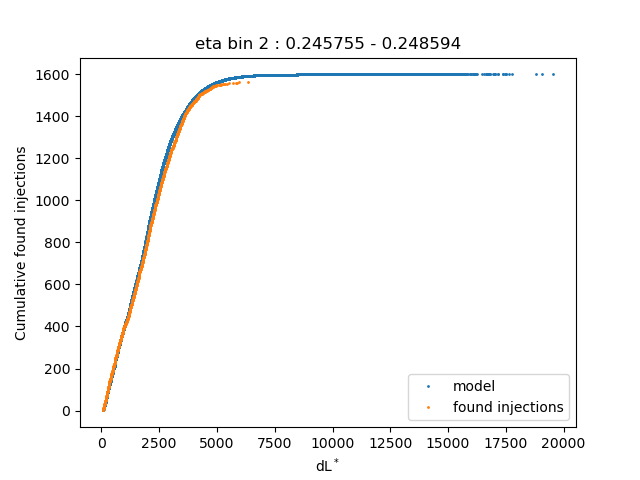 eta bin 2 : 0.245755 - 0.248594
1600
1400
1200
1000
800
600
400
200
0
Cumulative found injections
model
found injections
0 2500 5000 7500 10000 12500 15000 17500 20000
dL*